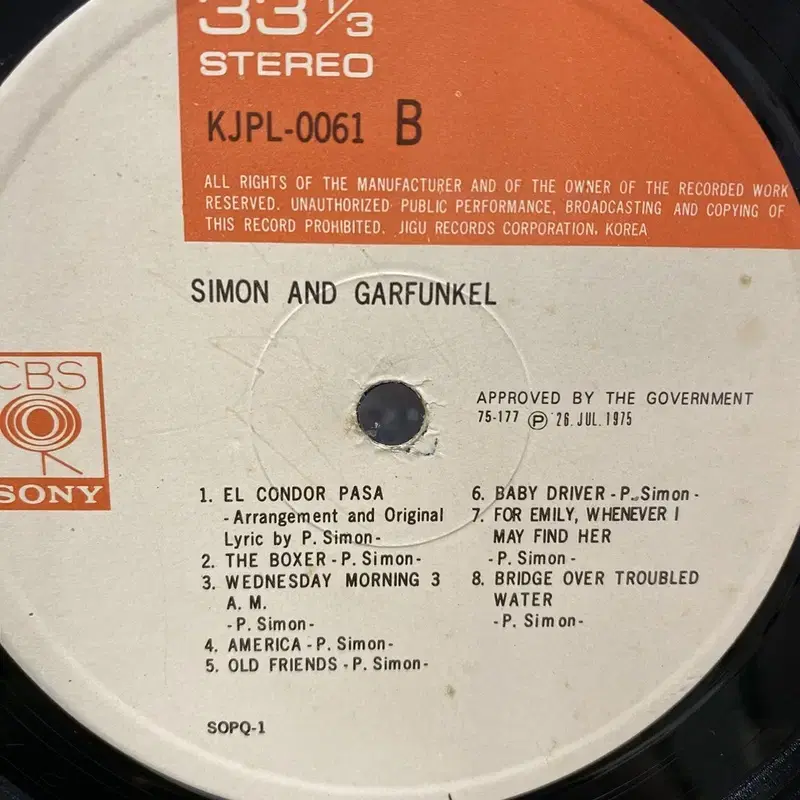 33 1/3
STEREO
KJPL-0061 B
ALL RIGHTS OF THE MANUFACTURER AND OF THE OWNER OF THE RECORDED WORK
RESERVED. UNAUTHORIZED PUBLIC PERFORMANCE, BROADCASTING AND COPYING OF
THIS RECORD PROHIBITED. JIGU RECORDS CORPORATION, KOREA
SIMON AND GARFUNKEL
CBS
SONY
APPROVED BY THE GOVERNMENT
75-177 Ⓟ 26. JUL. 1975
1. EL CONDOR PASA
-Arrangement and Original
Lyric by P. Simon-
2. THE BOXER - P. Simon-
3. WEDNESDAY MORNING 3
A. M.
- P. Simon-
4. AMERICA - P. Simon-
5. OLD FRIENDS - P. Simon-
6. BABY DRIVER - P. Simon -
7. FOR EMILY, WHENEVER I
MAY FIND HER
- P. Simon -
8. BRIDGE OVER TROUBLED
WATER
- P. Simon-
SOPQ-1